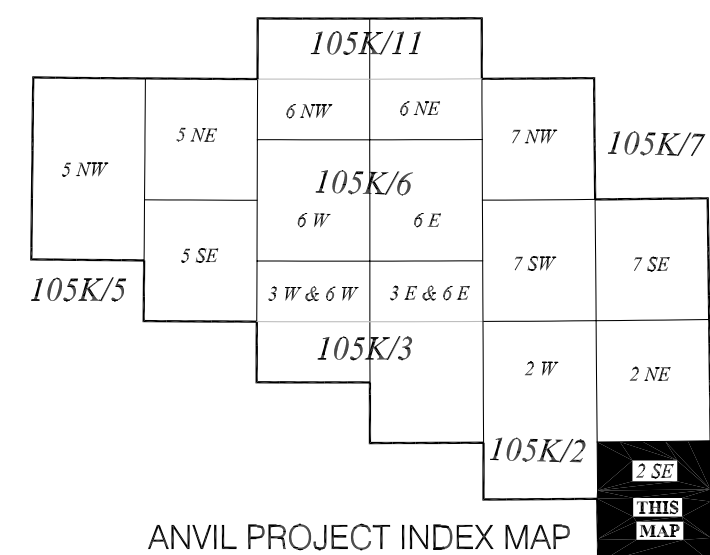 105K/11
6 NW
6 NE
5 NE
7 NW
105K/7
5 NW
105K/6
6 W
6 E
5 SE
7 SW
7 SE
105K/5
3 W & 6 W
3 E & 6 E
105K/3
2 W
2 NE
105K/2
2 SE
THIS
MAP
ANVIL PROJECT INDEX MAP